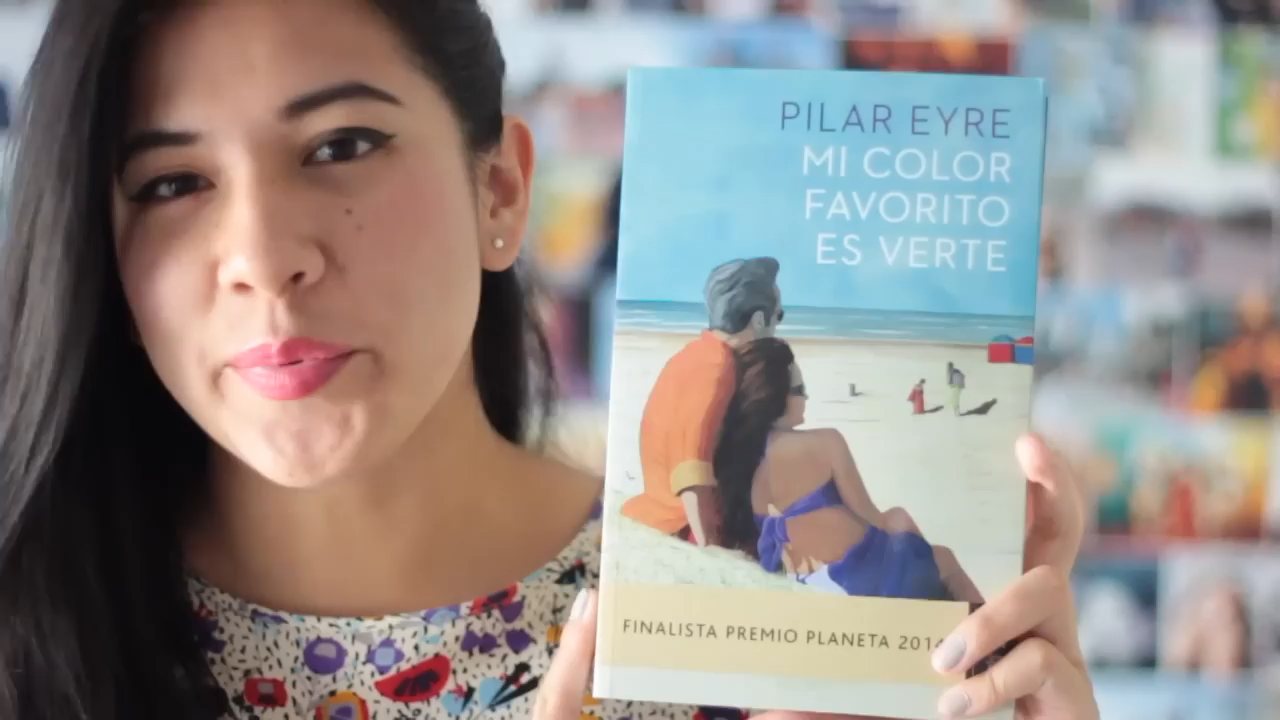 PILAR EYRE
MI COLOR
FAVORITO
ES VERTE
FINALISTA PREMIO PLANETA 2014